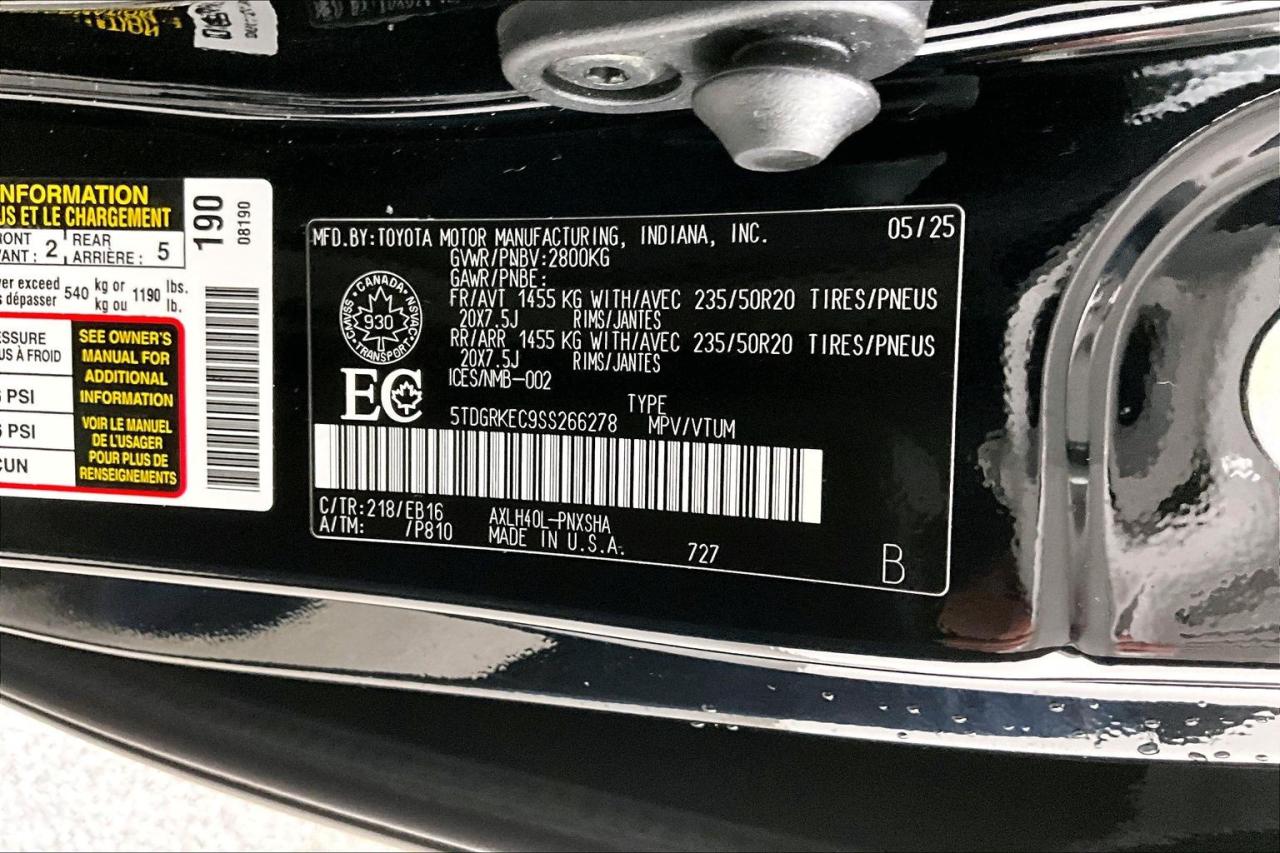 NFORMATION
US ET LE CHARGEMENT
RONT
VANT : 2
REAR
ARRIÈRE : 5
ver exceed
s dépasser 540 kg or
kg ou 1190 lbs.
lb.
ESSURE
US À FROID
PSI
PSI
CUN
SEE OWNER'S
MANUAL FOR
ADDITIONAL
INFORMATION
VOIR LE MANUEL
DE L'USAGER
POUR PLUS DE
RENSEIGNEMENTS
190
08190
MFD.BY:TOYOTA MOTOR MANUFACTURING, INDIANA, INC. 05/25
GVWR/PNBV:2800KG
GAWR/PNBE:
FR/AVT 1455 KG WITH/AVEC 235/50R20 TIRES/PNEUS
20X7.5J RIMS/JANTES
RR/ARR 1455 KG WITH/AVEC 235/50R20 TIRES/PNEUS
20X7.5J RIMS/JANTES
ICES/NMB-002
CANADA
CMVSS NSVAC
930
TRANSPORT
EC
TYPE
5TDGRKEC9SS266278 MPV/VTUM
C/TR:218/EB16 AXLH40L-PNXSHA
A/TM: /P810 MADE IN U.S.A. 727
B